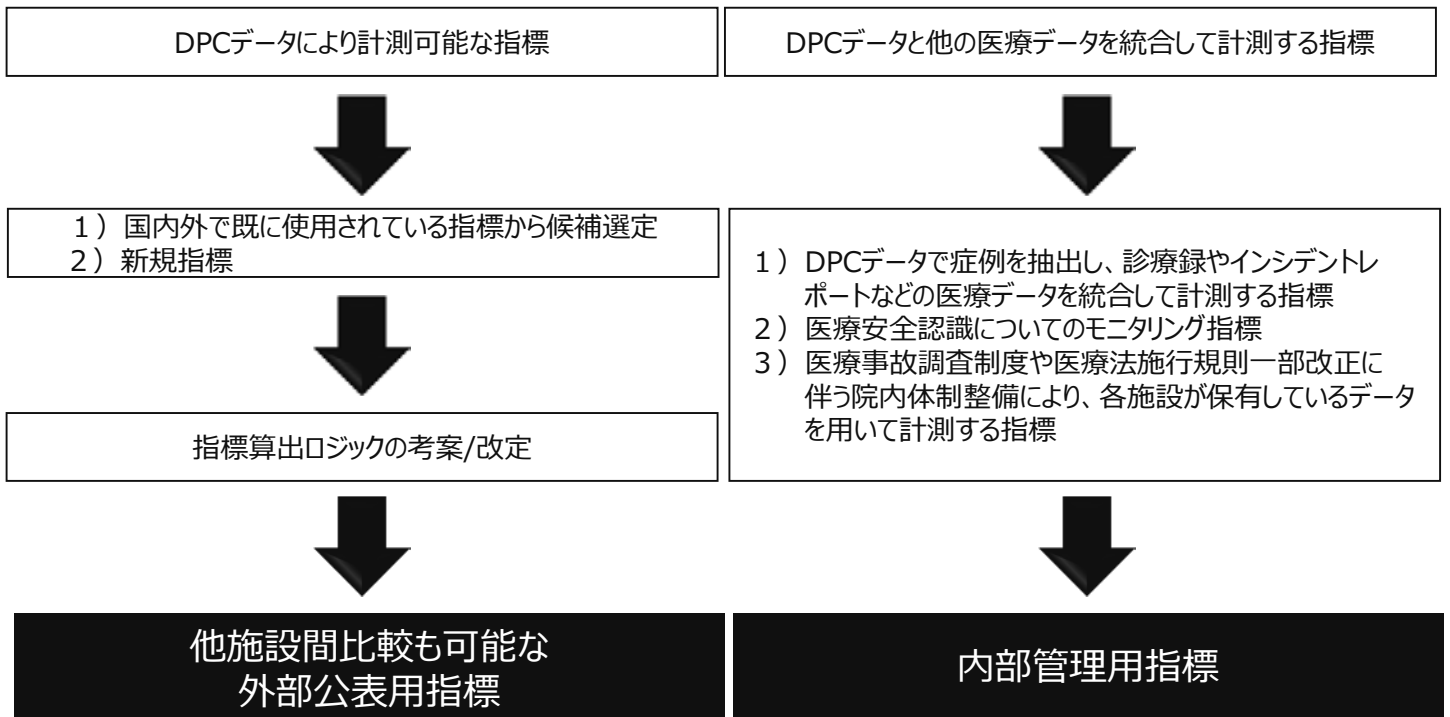 DPCデータにより計測可能な指標
DPCデータと他の医療データを統合して計測する指標
１）国内外で既に使用されている指標から候補選定
２）新規指標
指標算出ロジックの考案/改定
他施設間比較も可能な
外部公表用指標
１）DPCデータで症例を抽出し、診療録やインシデントレ
ポートなどの医療データを統合して計測する指標
２）医療安全認識についてのモニタリング指標
３）医療事故調査制度や医療法施行規則一部改正に
伴う院内体制整備により、各施設が保有しているデータ
を用いて計測する指標
内部管理用指標